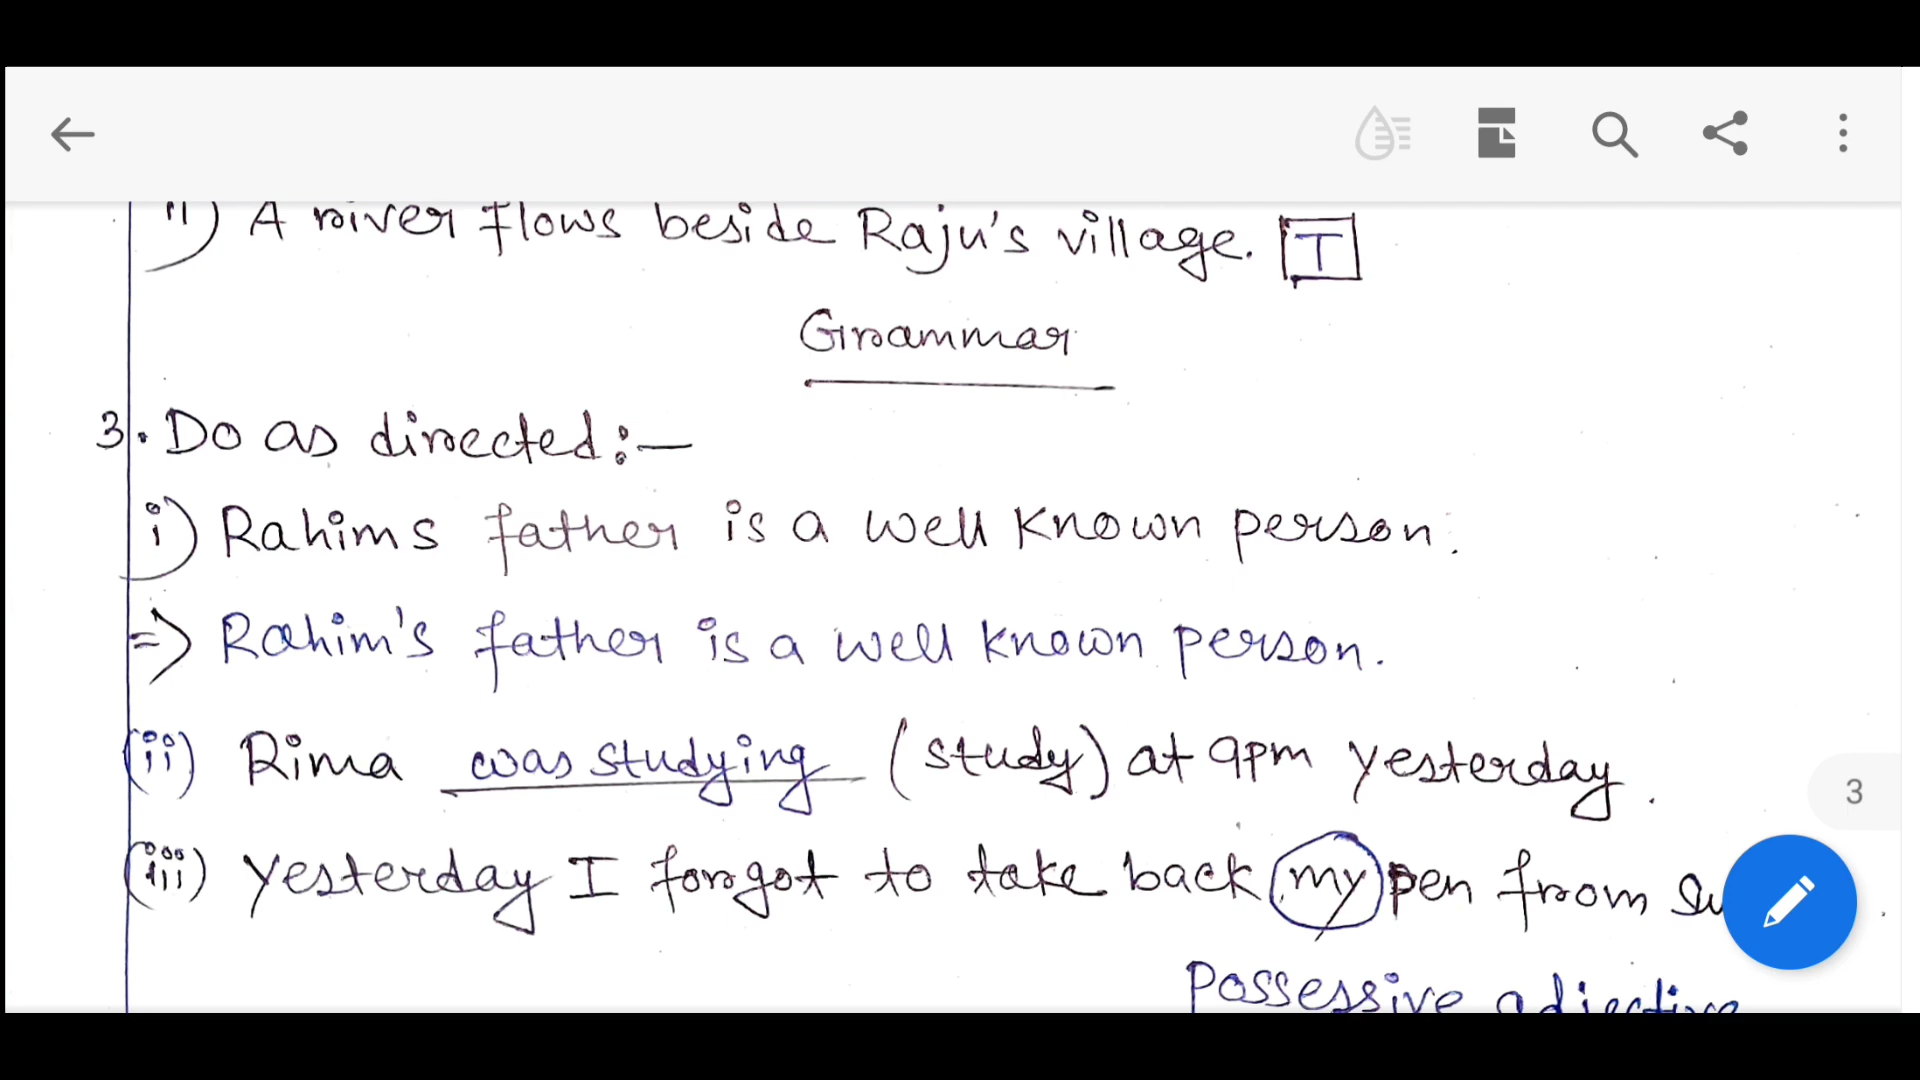 ii) A river flows beside Raju's village. T
Grammar
3. Do as directed:—
i) Rahims father is a well known person.
=> Rahim's father is a well known person.
(ii) Rima was studying (study) at 9pm yesterday.
(iii) Yesterday I forgot to take back my pen from
3
Possessive adjective